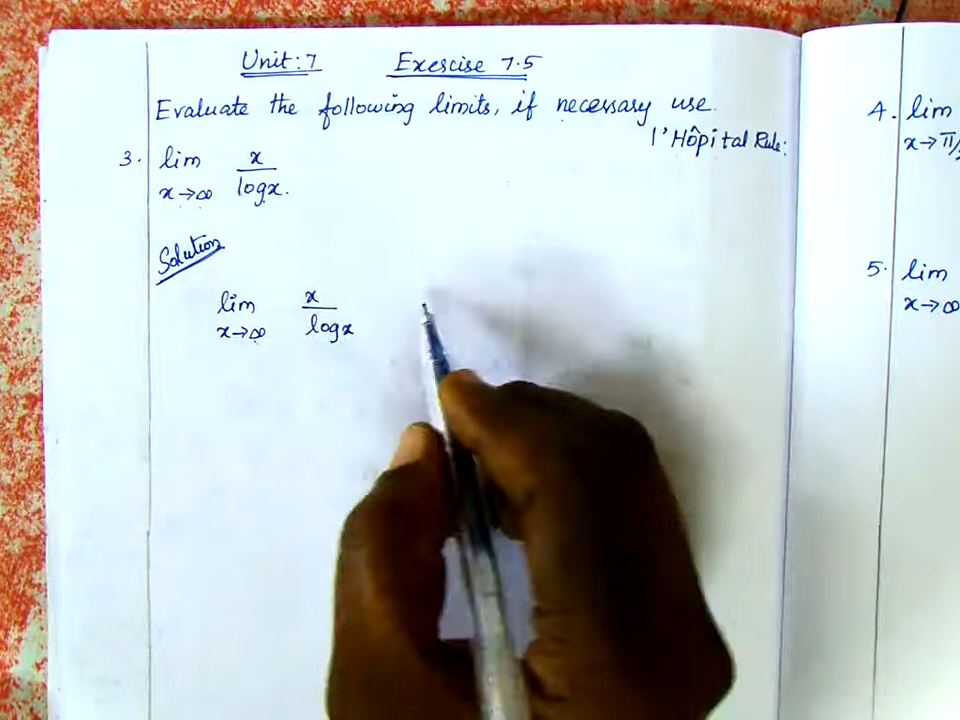 Unit: 7 Exercise 7.5
Evaluate the following limits, if necessary use.
l'Hôpital Rule:
3. lim x
x→∞ logx.
Solution
lim x
x→∞ logx
4. lim
x→π/
5. lim
x→∞